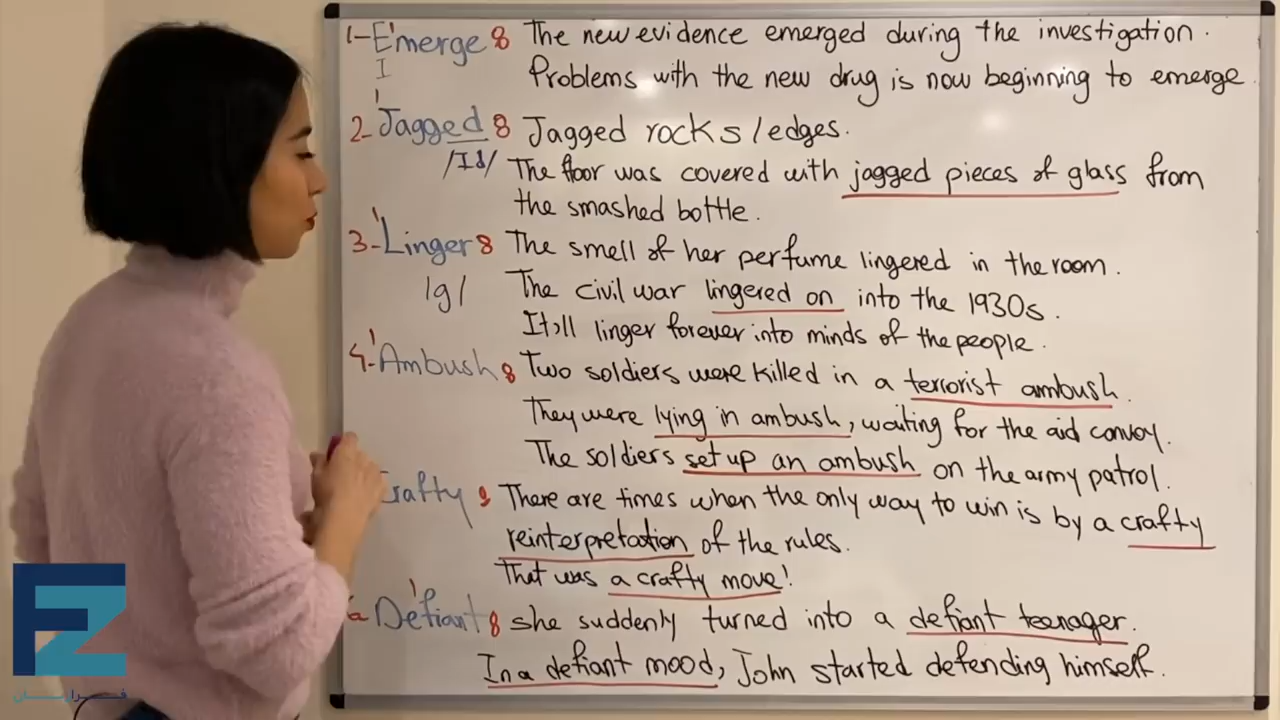 1- Emerge: The new evidence emerged during the investigation.
I Problems with the new drug is now beginning to emerge.
2- Jagged: Jagged rocks/edges.
/Id/ The floor was covered with jagged pieces of glass from
the smashed bottle.
3- Linger: The smell of her perfume lingered in the room.
/g/ The civil war lingered on into the 1930s.
It'll linger forever into minds of the people.
4- Ambush: Two soldiers were killed in a terrorist ambush.
They were lying in ambush, waiting for the aid convoy.
The soldiers set up an ambush on the army patrol.
Crafty: There are times when the only way to win is by a crafty
reinterpretation of the rules.
That was a crafty move!
6- Defiant: she suddenly turned into a defiant teenager.
In a defiant mood, John started defending himself.
FZ
فرازبان